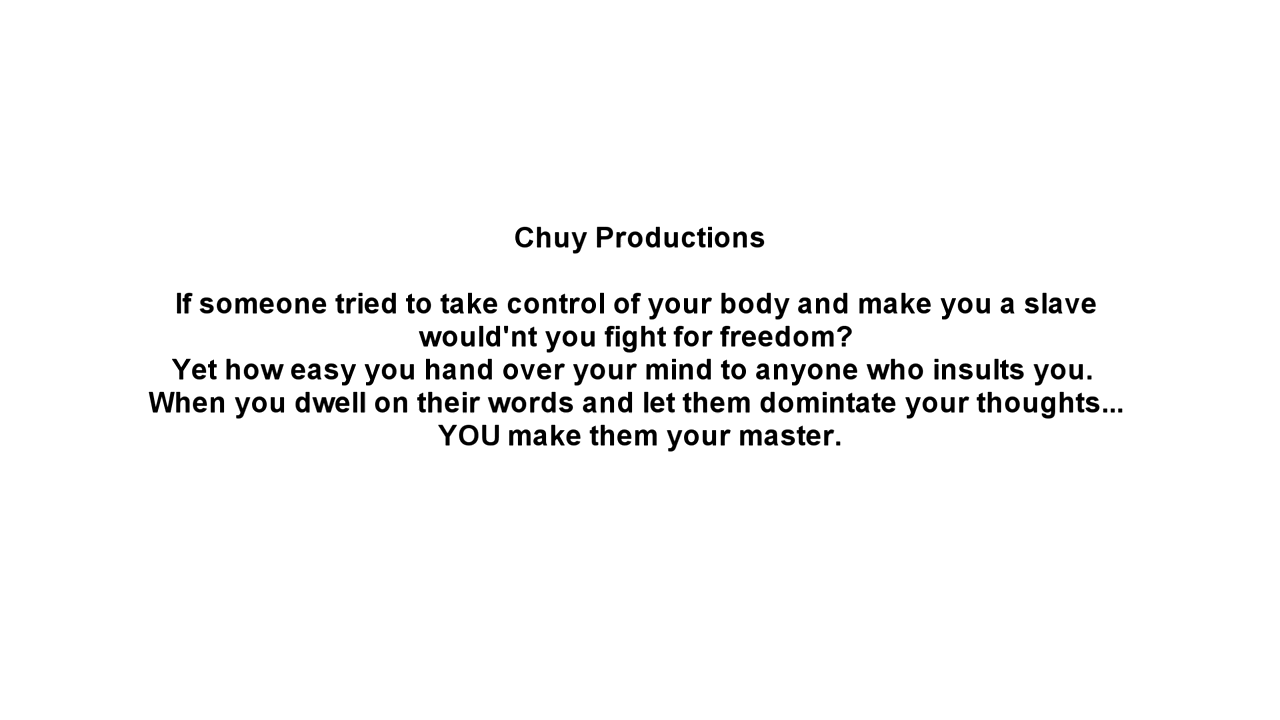 Chuy Productions
If someone tried to take control of your body and make you a slave
would'nt you fight for freedom?
Yet how easy you hand over your mind to anyone who insults you.
When you dwell on their words and let them domintate your thoughts...
YOU make them your master.